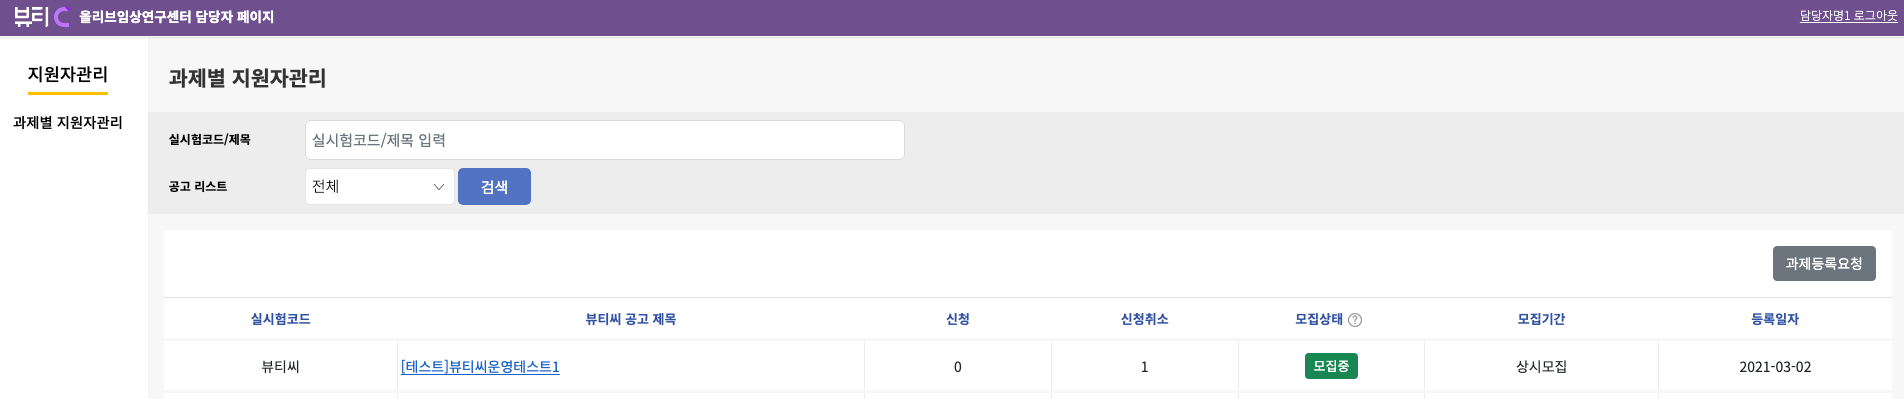 뷰티C 올리브임상연구센터 담당자 페이지
담당자명1 로그아웃
지원자관리
과제별 지원자관리
과제별 지원자관리
실시험코드/제목 실시험코드/제목 입력
공고 리스트 전체 검색
과제등록요청
실시험코드 뷰티씨 공고 제목 신청 신청취소 모집상태 ? 모집기간 등록일자
뷰티씨 [테스트]뷰티씨운영테스트1 0 1 모집중 상시모집 2021-03-02